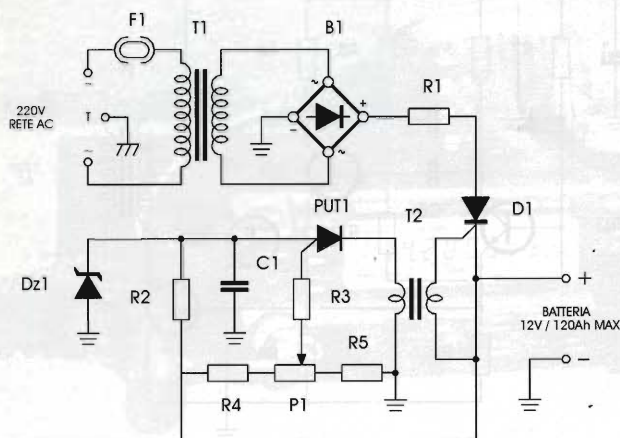 F1
T1
B1
~
T
~
220V
RETE AC
~
~
−
+
R1
PUT1
T2
D1
Dz1
R2
C1
R3
R5
R4
P1
+
BATTERIA
12V / 120Ah MAX
−